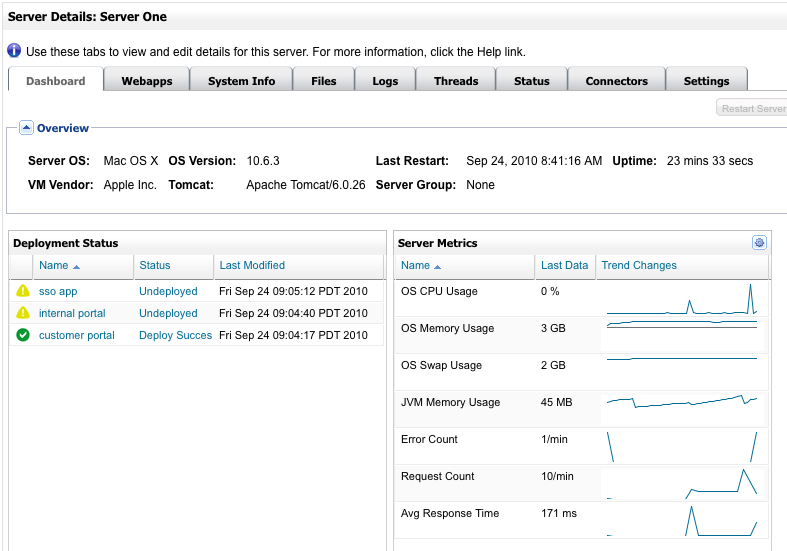 Server Details: Server One
Use these tabs to view and edit details for this server. For more information, click the Help link.
Dashboard Webapps System Info Files Logs Threads Status Connectors Settings
Restart Server
Overview
Server OS: Mac OS X OS Version: 10.6.3 Last Restart: Sep 24, 2010 8:41:16 AM Uptime: 23 mins 33 secs
VM Vendor: Apple Inc. Tomcat: Apache Tomcat/6.0.26 Server Group: None
Deployment Status
Name Status Last Modified
sso app Undeployed Fri Sep 24 09:05:12 PDT 2010
internal portal Undeployed Fri Sep 24 09:04:40 PDT 2010
customer portal Deploy Succes Fri Sep 24 09:04:17 PDT 2010
Server Metrics
Name Last Data Trend Changes
OS CPU Usage 0 %
OS Memory Usage 3 GB
OS Swap Usage 2 GB
JVM Memory Usage 45 MB
Error Count 1/min
Request Count 10/min
Avg Response Time 171 ms